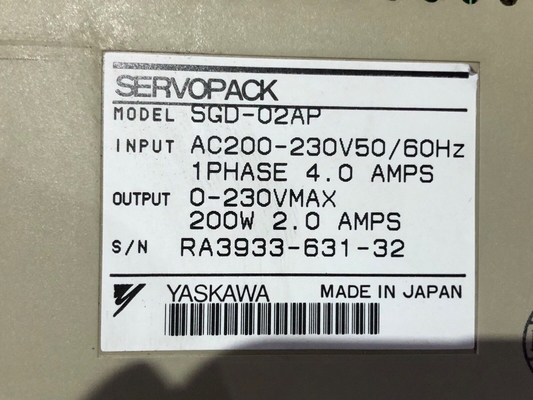 SERVOPACK
MODEL SGD-02AP
INPUT AC200-230V50/60Hz
1PHASE 4.0 AMPS
OUTPUT 0-230VMAX
200W 2.0 AMPS
S/N RA3933-631-32
YASKAWA MADE IN JAPAN